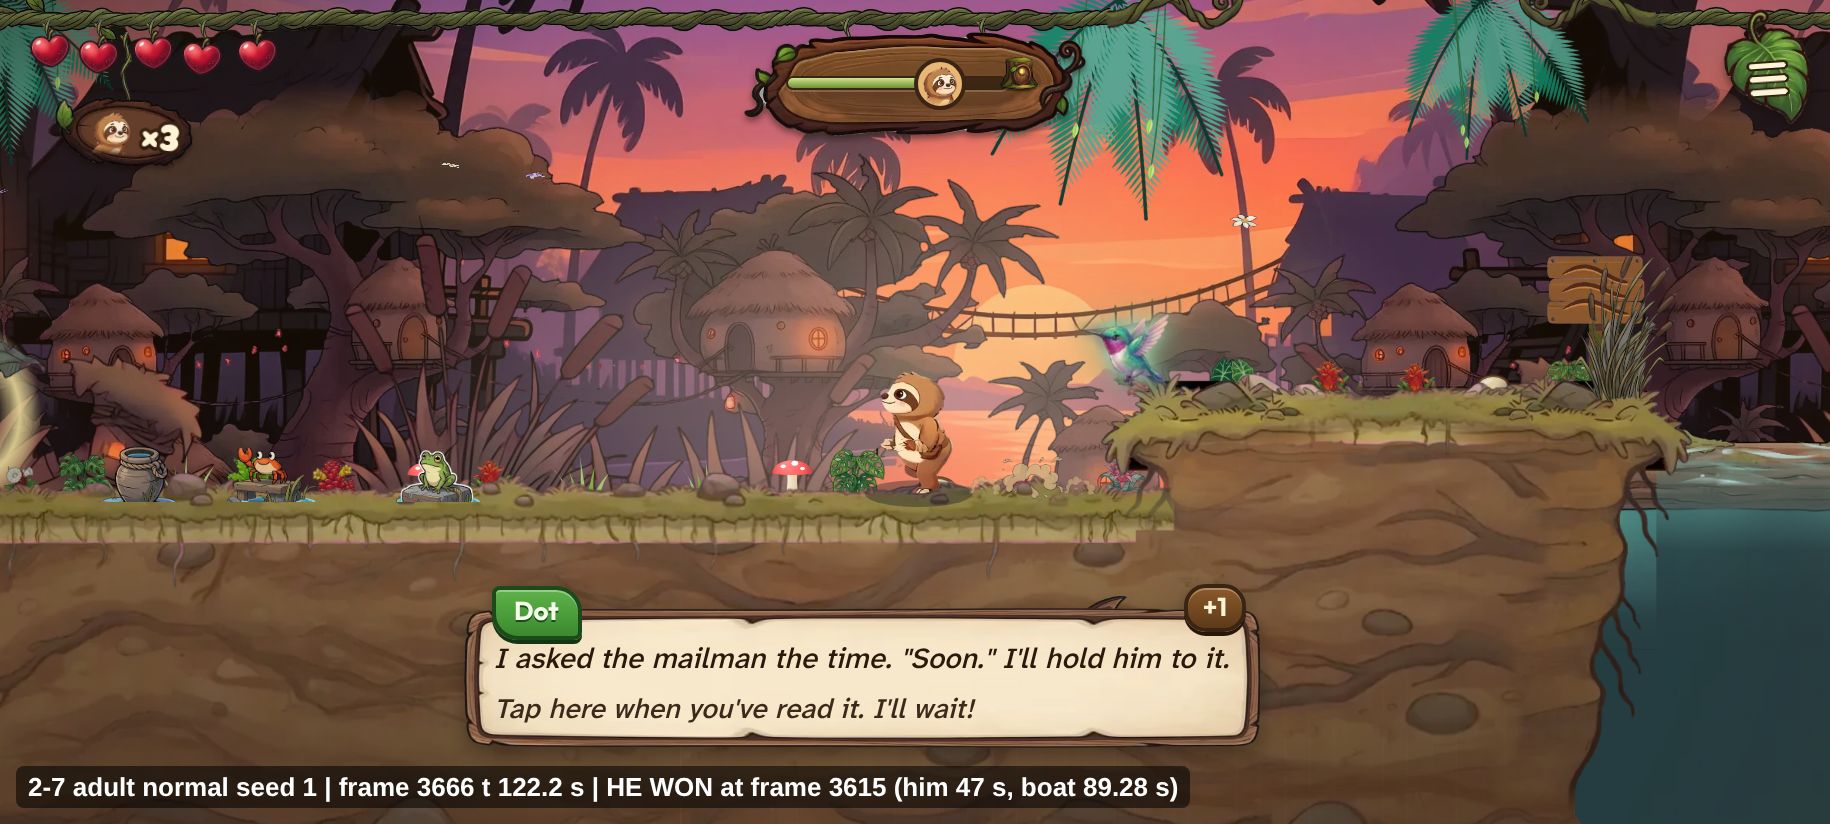 ×3
Dot
+1
I asked the mailman the time. "Soon." I'll hold him to it.
Tap here when you've read it. I'll wait!
2-7 adult normal seed 1 | frame 3666 t 122.2 s | HE WON at frame 3615 (him 47 s, boat 89.28 s)